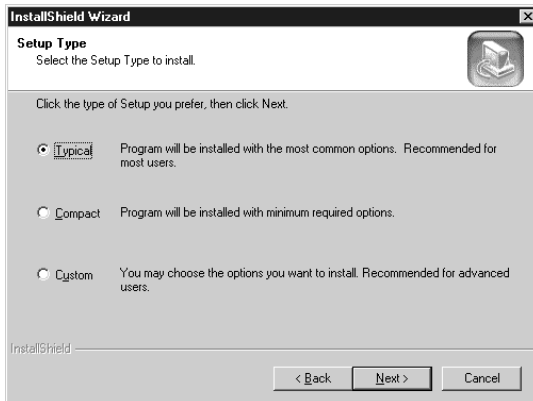 InstallShield Wizard
Setup Type
Select the Setup Type to install.
Click the type of Setup you prefer, then click Next.
Typical Program will be installed with the most common options. Recommended for
most users.
Compact Program will be installed with minimum required options.
Custom You may choose the options you want to install. Recommended for advanced
users.
InstallShield
< Back Next > Cancel